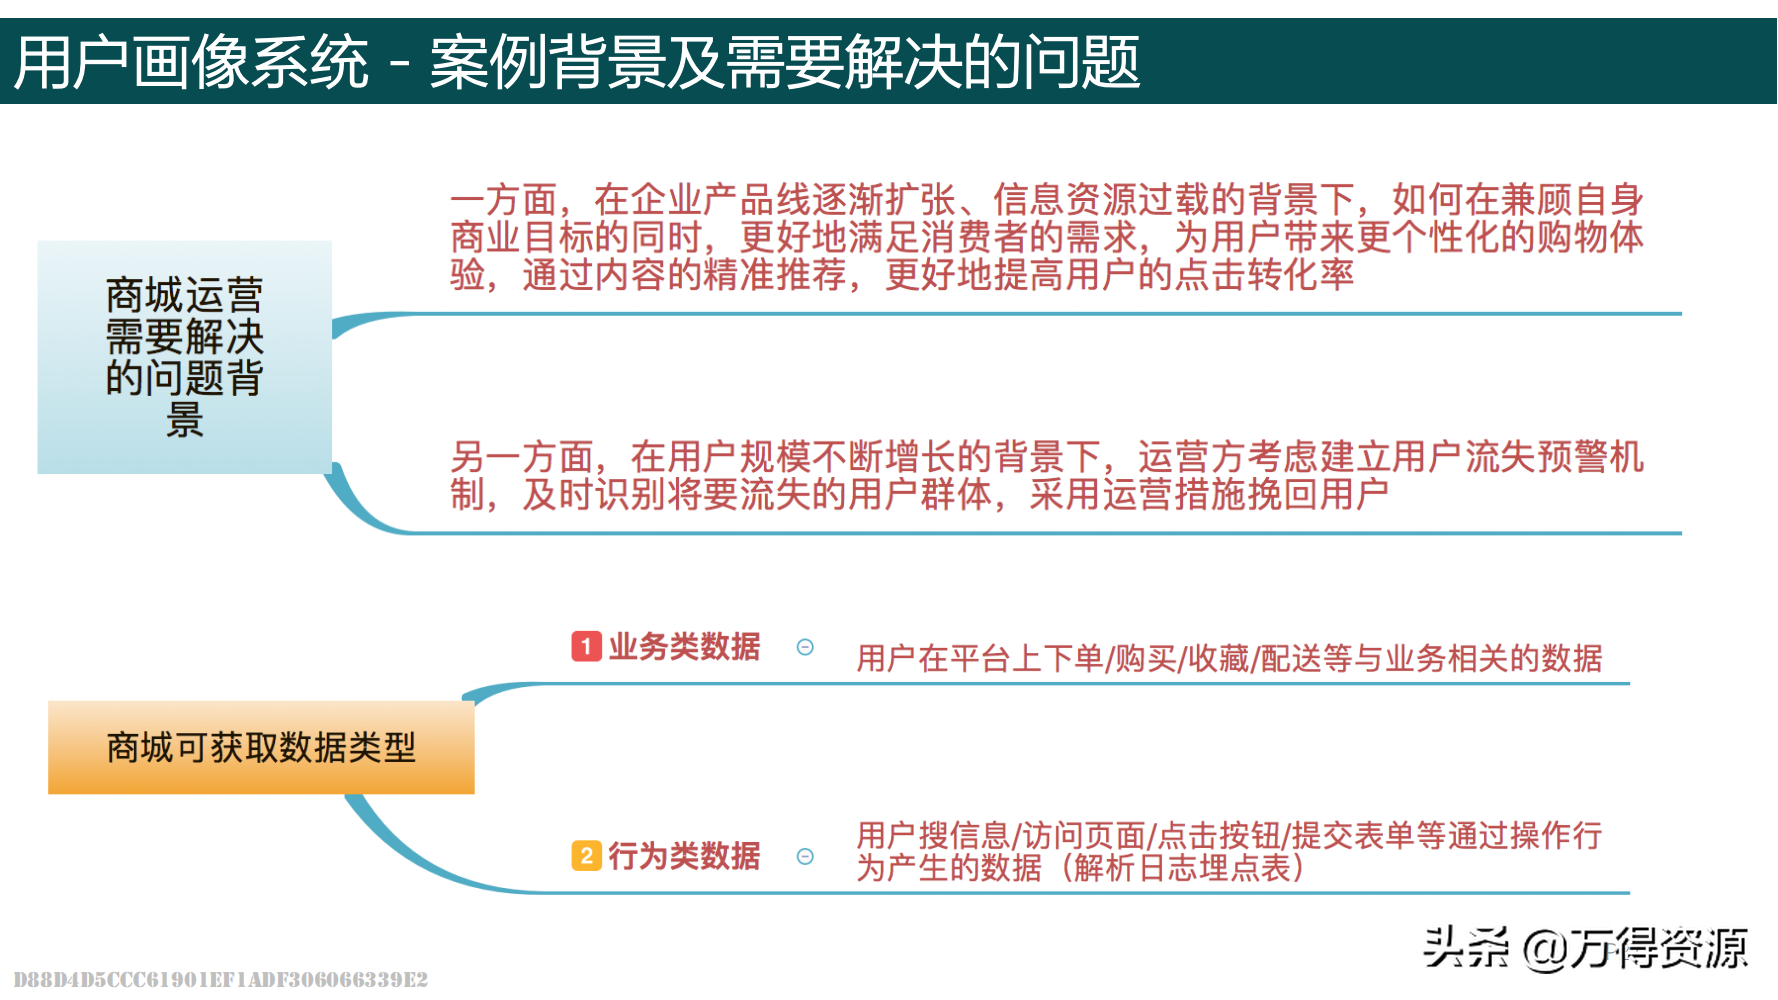 用户画像系统 - 案例背景及需要解决的问题
一方面，在企业产品线逐渐扩张、信息资源过载的背景下，如何在兼顾自身
商业目标的同时，更好地满足消费者的需求，为用户带来更个性化的购物体
验，通过内容的精准推荐，更好地提高用户的点击转化率
商城运营
需要解决
的问题背
景
另一方面，在用户规模不断增长的背景下，运营方考虑建立用户流失预警机
制，及时识别将要流失的用户群体，采用运营措施挽回用户
1 业务类数据
用户在平台上下单/购买/收藏/配送等与业务相关的数据
商城可获取数据类型
2 行为类数据
用户搜信息/访问页面/点击按钮/提交表单等通过操作行
为产生的数据（解析日志埋点表）
头条 @万得资源
D88D4D5CCC61901EF1ADF306066339E2